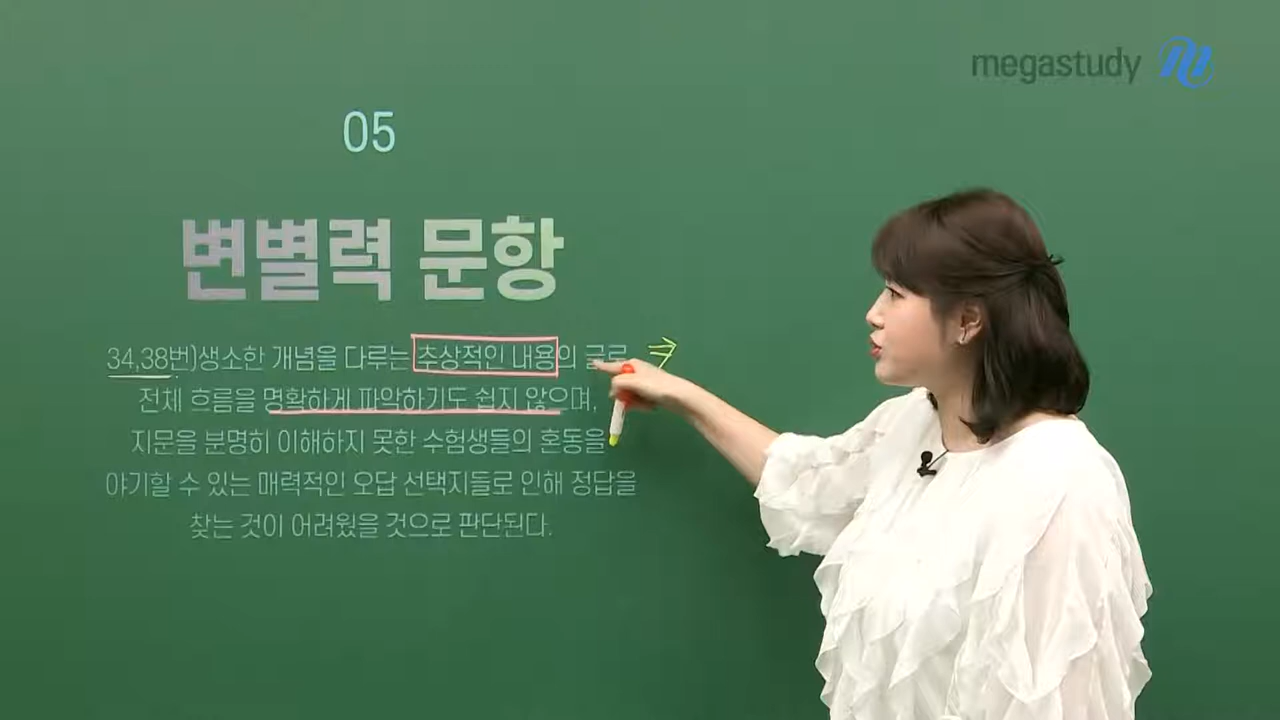 megastudy
05
변별력 문항
34,38번)생소한 개념을 다루는 추상적인 내용의 글로
전체 흐름을 명확하게 파악하기도 쉽지 않으며,
지문을 분명히 이해하지 못한 수험생들의 혼동을
야기할 수 있는 매력적인 오답 선택지들로 인해 정답을
찾는 것이 어려웠을 것으로 판단된다.